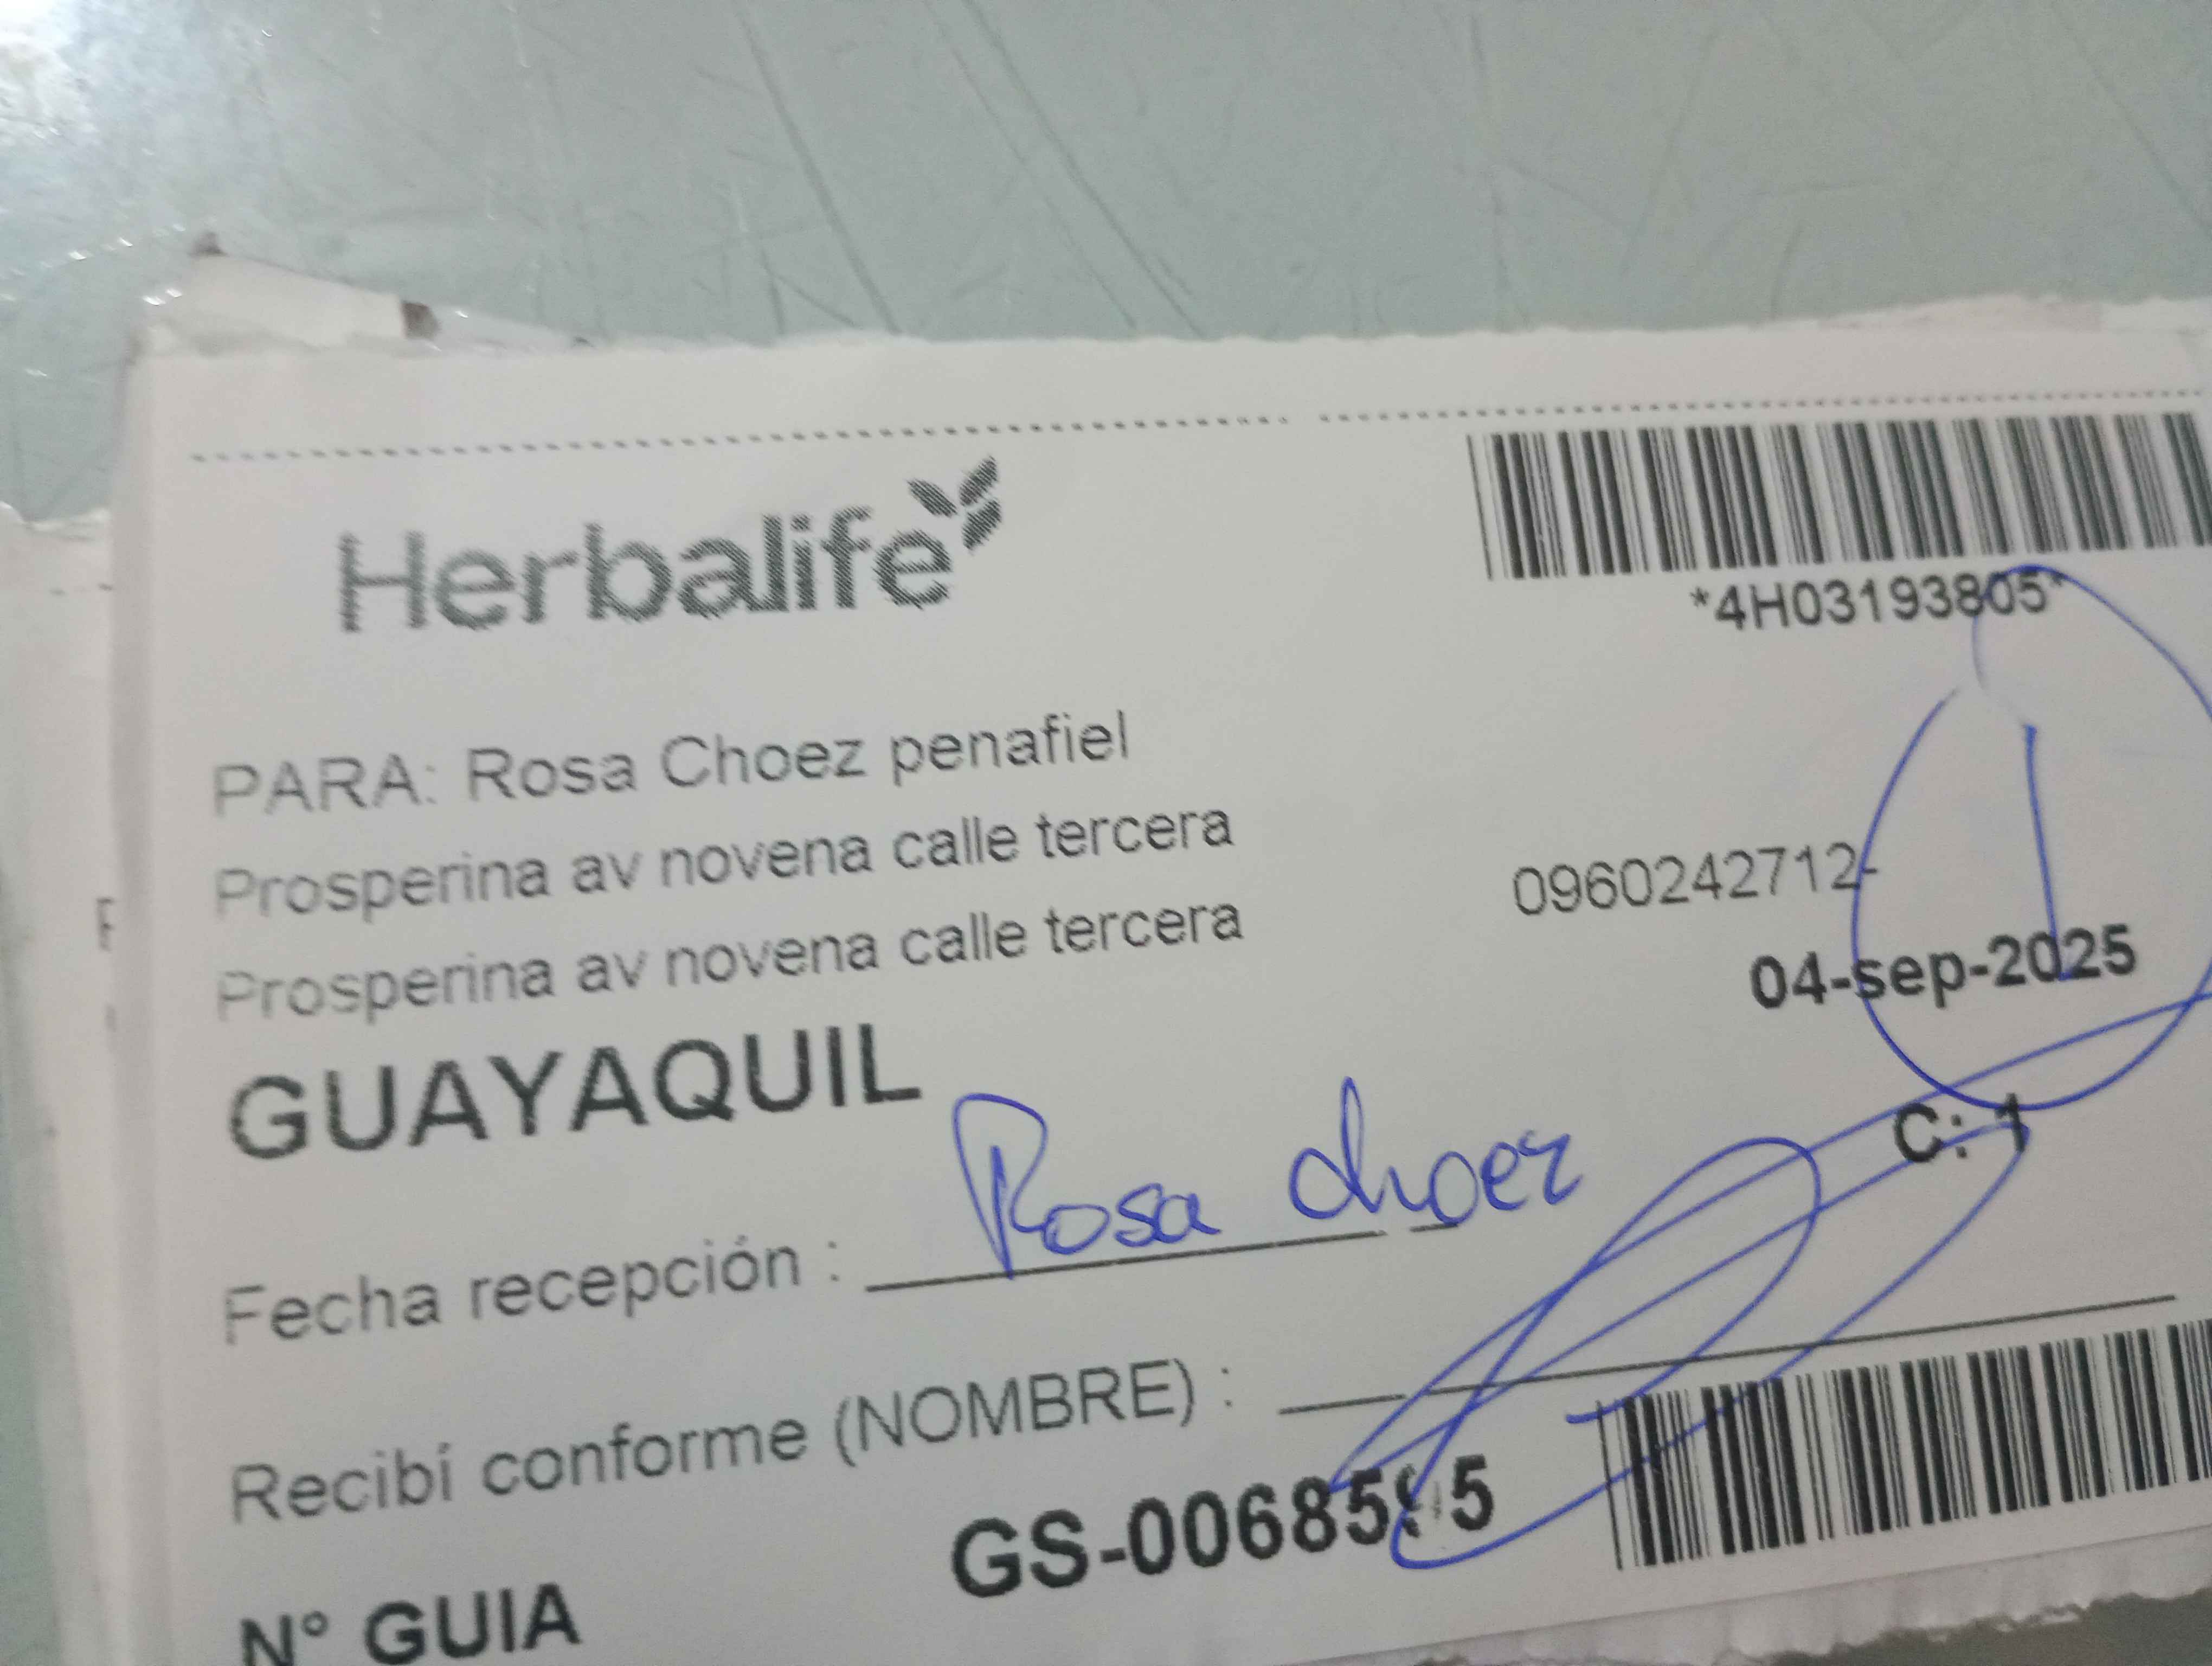 Herbalife
*4H03193805*
PARA: Rosa Choez penafiel
Prosperina av novena calle tercera
0960242712-
Prosperina av novena calle tercera
04-sep-2025
GUAYAQUIL
C: 1
Fecha recepción : Rosa choez
Recibí conforme (NOMBRE) :
N° GUIA